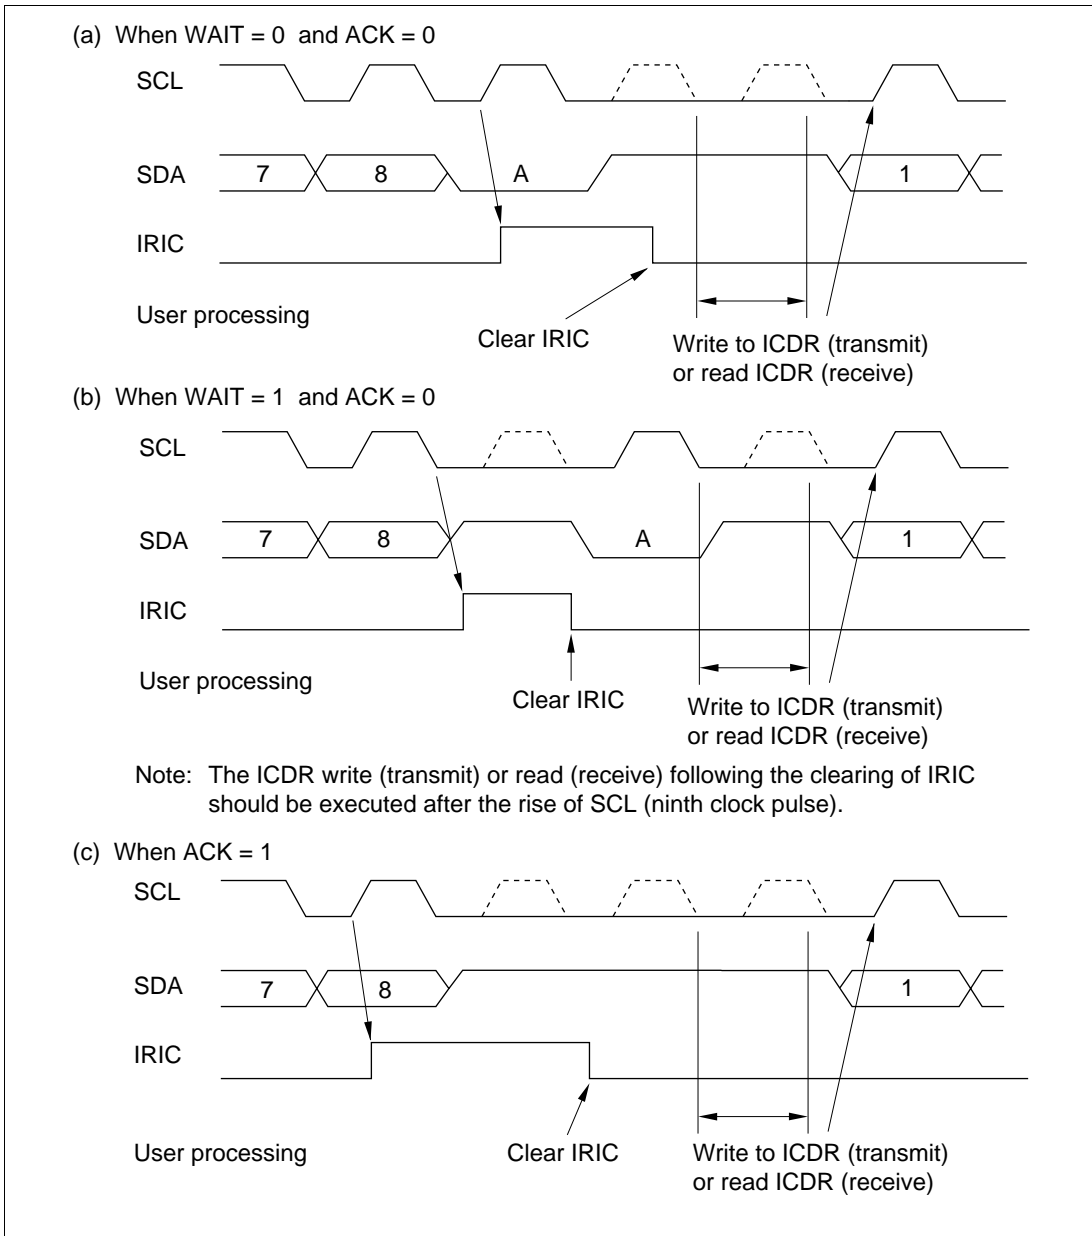 (a) When WAIT = 0 and ACK = 0
SCL
SDA
7 8 A 1
IRIC
User processing
Clear IRIC
Write to ICDR (transmit)
or read ICDR (receive)
(b) When WAIT = 1 and ACK = 0
SCL
SDA
7 8 A 1
IRIC
User processing
Clear IRIC
Write to ICDR (transmit)
or read ICDR (receive)
Note: The ICDR write (transmit) or read (receive) following the clearing of IRIC
should be executed after the rise of SCL (ninth clock pulse).
(c) When ACK = 1
SCL
SDA
7 8 1
IRIC
User processing
Clear IRIC
Write to ICDR (transmit)
or read ICDR (receive)